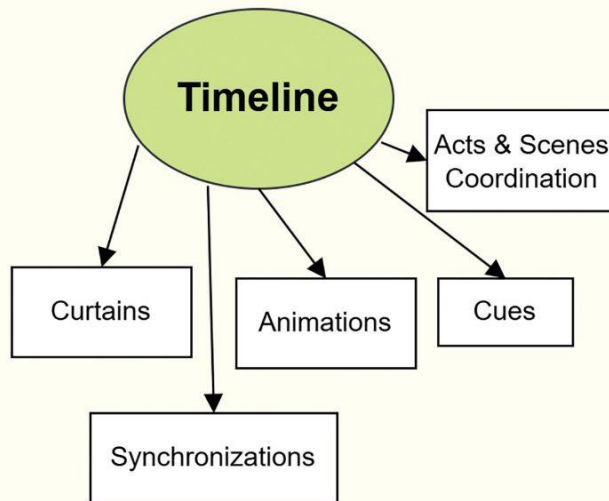 Timeline
Acts & Scenes
Coordination
Curtains
Animations
Cues
Synchronizations